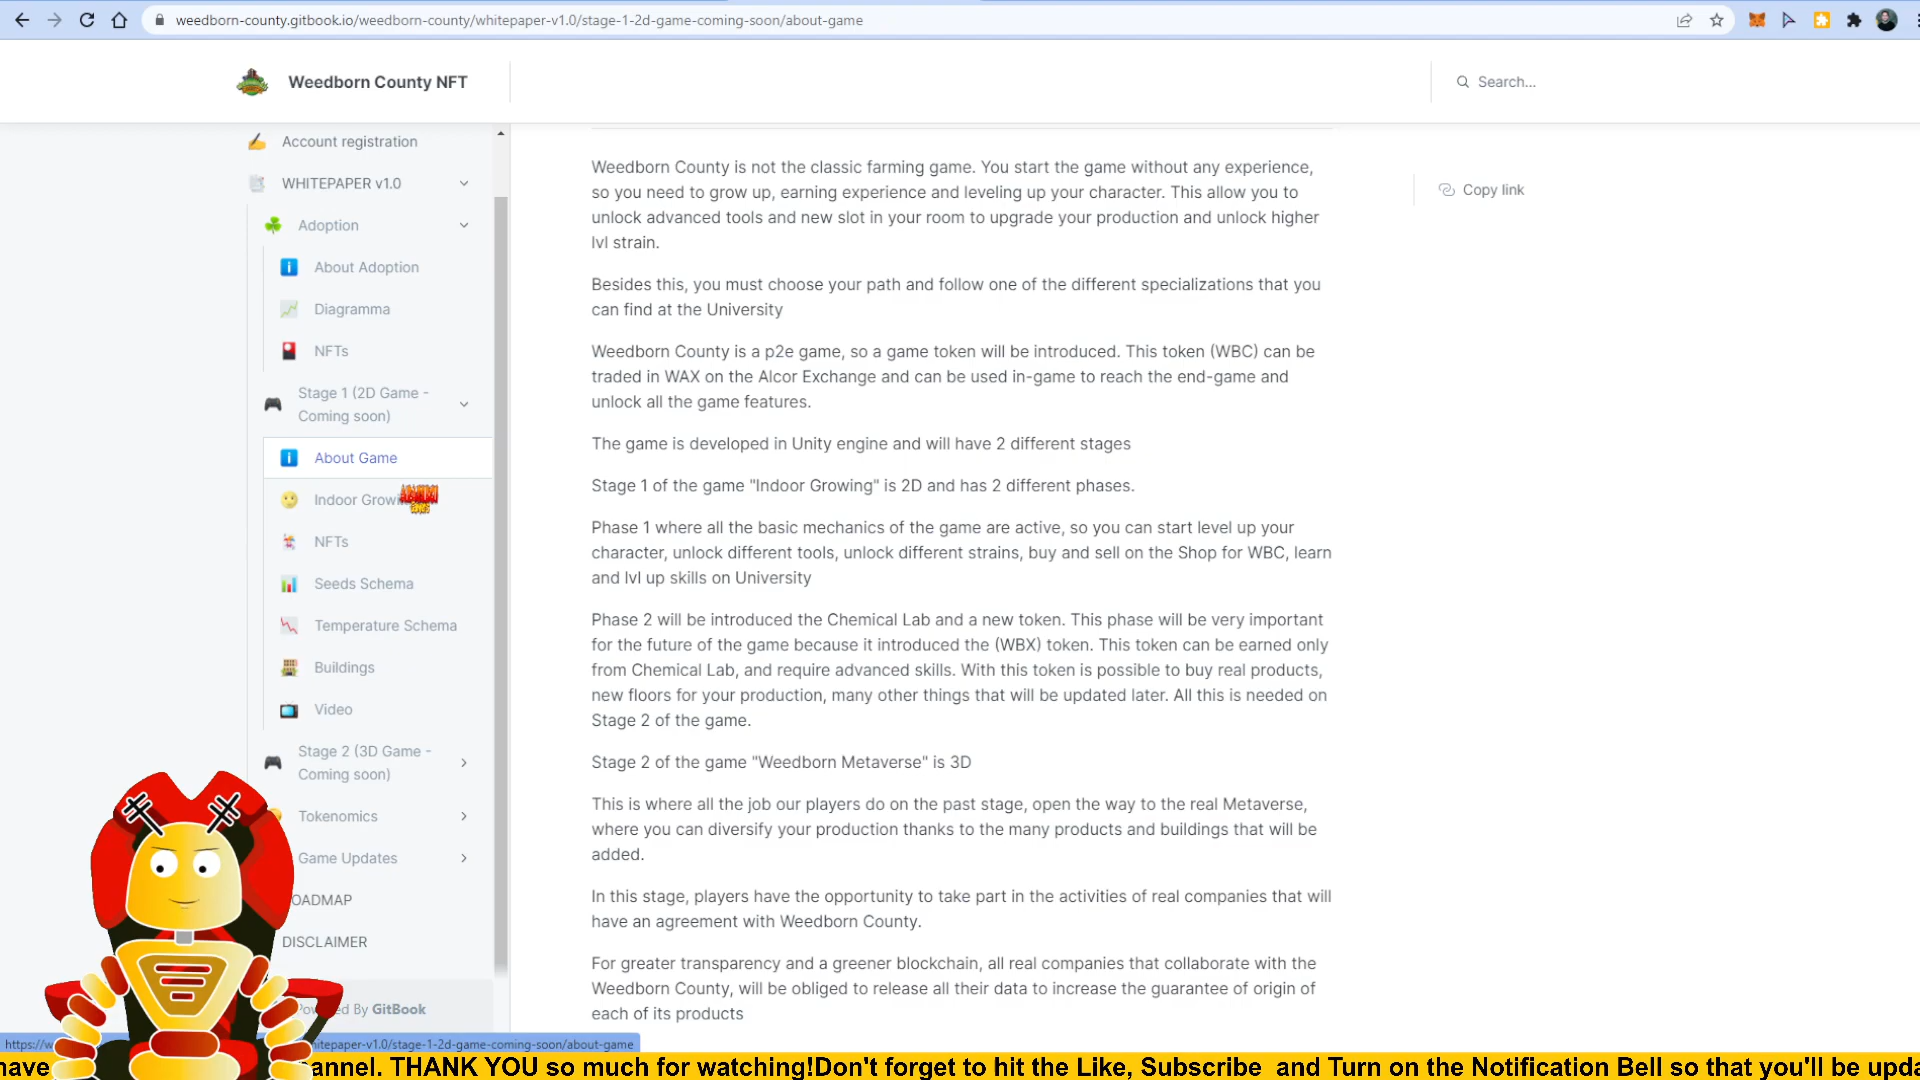 weedborn-county.gitbook.io/weedborn-county/whitepaper-v1.0/stage-1-2d-game-coming-soon/about-game
Weedborn County NFT
Search...
Account registration
WHITEPAPER v1.0
Adoption
About Adoption
Diagramma
NFTs
Stage 1 (2D Game -
Coming soon)
About Game
Indoor Growi
NFTs
Seeds Schema
Temperature Schema
Buildings
Video
Stage 2 (3D Game -
Coming soon)
Tokenomics
Game Updates
OADMAP
DISCLAIMER
By GitBook
Weedborn County is not the classic farming game. You start the game without any experience,
so you need to grow up, earning experience and leveling up your character. This allow you to
unlock advanced tools and new slot in your room to upgrade your production and unlock higher
lvl strain.
Besides this, you must choose your path and follow one of the different specializations that you
can find at the University
Weedborn County is a p2e game, so a game token will be introduced. This token (WBC) can be
traded in WAX on the Alcor Exchange and can be used in-game to reach the end-game and
unlock all the game features.
The game is developed in Unity engine and will have 2 different stages
Stage 1 of the game "Indoor Growing" is 2D and has 2 different phases.
Phase 1 where all the basic mechanics of the game are active, so you can start level up your
character, unlock different tools, unlock different strains, buy and sell on the Shop for WBC, learn
and lvl up skills on University
Phase 2 will be introduced the Chemical Lab and a new token. This phase will be very important
for the future of the game because it introduced the (WBX) token. This token can be earned only
from Chemical Lab, and require advanced skills. With this token is possible to buy real products,
new floors for your production, many other things that will be updated later. All this is needed on
Stage 2 of the game.
Stage 2 of the game "Weedborn Metaverse" is 3D
This is where all the job our players do on the past stage, open the way to the real Metaverse,
where you can diversify your production thanks to the many products and buildings that will be
added.
In this stage, players have the opportunity to take part in the activities of real companies that will
have an agreement with Weedborn County.
For greater transparency and a greener blockchain, all real companies that collaborate with the
Weedborn County, will be obliged to release all their data to increase the guarantee of origin of
each of its products
Copy link
https://w hitepaper-v1.0/stage-1-2d-game-coming-soon/about-game
have annel. THANK YOU so much for watching!Don't forget to hit the Like, Subscribe and Turn on the Notification Bell so that you'll be upda